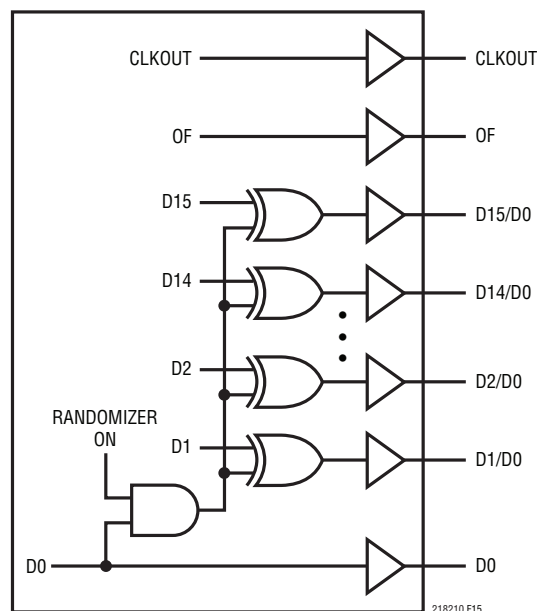 CLKOUT CLKOUT
OF OF
D15 D15/D0
D14 D14/D0
D2 D2/D0
RANDOMIZER
ON
D1 D1/D0
D0 D0
218210 F15